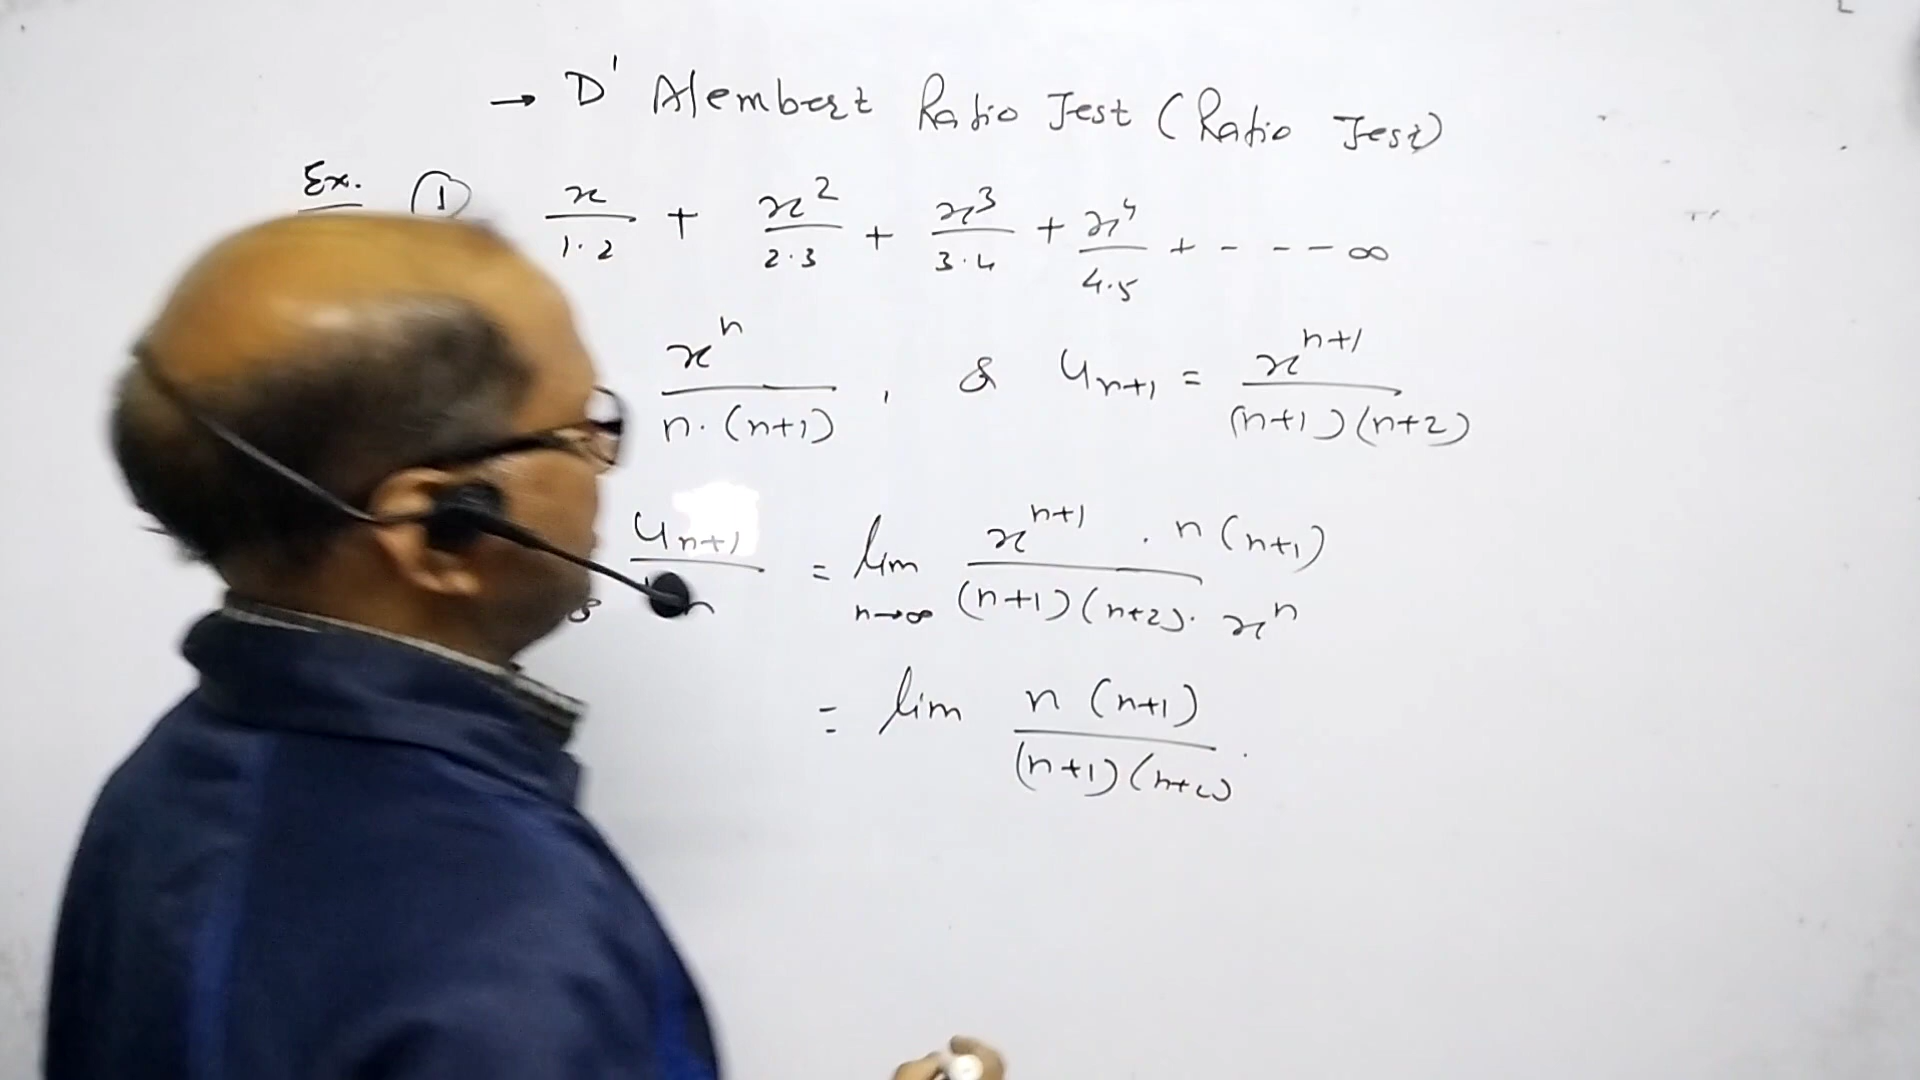 → D' Alembert Ratio Test (Ratio Test)
Ex. ① x/1·2 + x²/2·3 + x³/3·4 + x⁴/4·5 + - - - ∞
xⁿ/n·(n+1) , & uₙ₊₁ = xⁿ⁺¹/(n+1)(n+2)
uₙ₊₁/uₙ = lim n→∞ xⁿ⁺¹ · n(n+1)/(n+1)(n+2)· xⁿ
= lim n (n+1)/(n+1)(n+2) ·